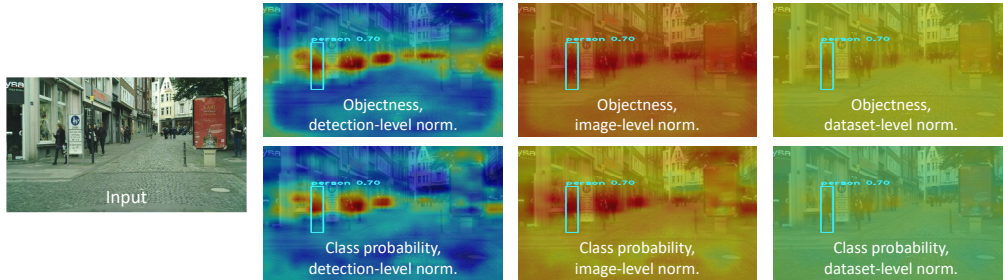 person 0.70
Objectness,
detection-level norm.
person 0.70
Objectness,
image-level norm.
person 0.70
Objectness,
dataset-level norm.
Input
person 0.70
Class probability,
detection-level norm.
person 0.70
Class probability,
image-level norm.
person 0.70
Class probability,
dataset-level norm.